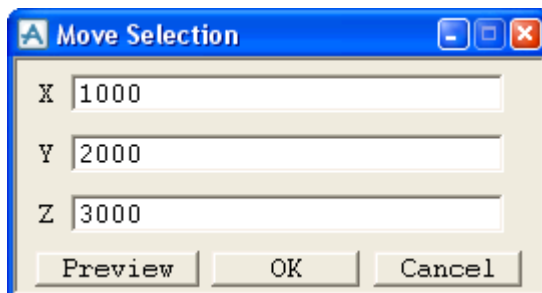 Move Selection
X 1000
Y 2000
Z 3000
Preview OK Cancel